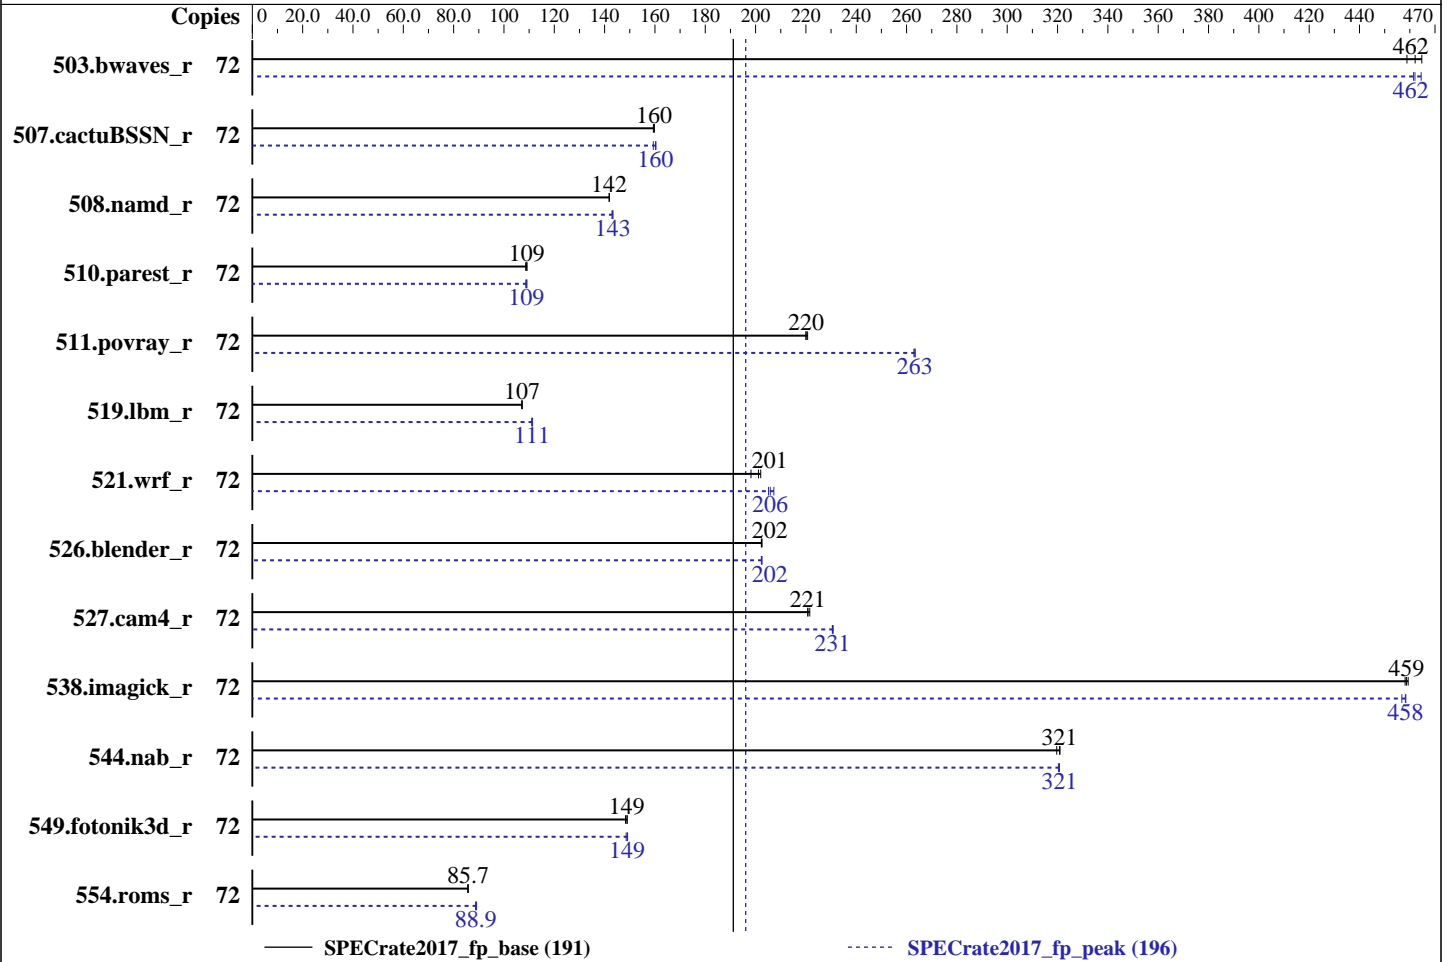 Copies 0 20.0 40.0 60.0 80.0 100 120 140 160 180 200 220 240 260 280 300 320 340 360 380 400 420 440 470
503.bwaves_r 72 462
462
507.cactuBSSN_r 72 160
160
508.namd_r 72 142
143
510.parest_r 72 109
109
511.povray_r 72 220
263
519.lbm_r 72 107
111
521.wrf_r 72 201
206
526.blender_r 72 202
202
527.cam4_r 72 221
231
538.imagick_r 72 459
458
544.nab_r 72 321
321
549.fotonik3d_r 72 149
149
554.roms_r 72 85.7
88.9
SPECrate2017_fp_base (191) SPECrate2017_fp_peak (196)